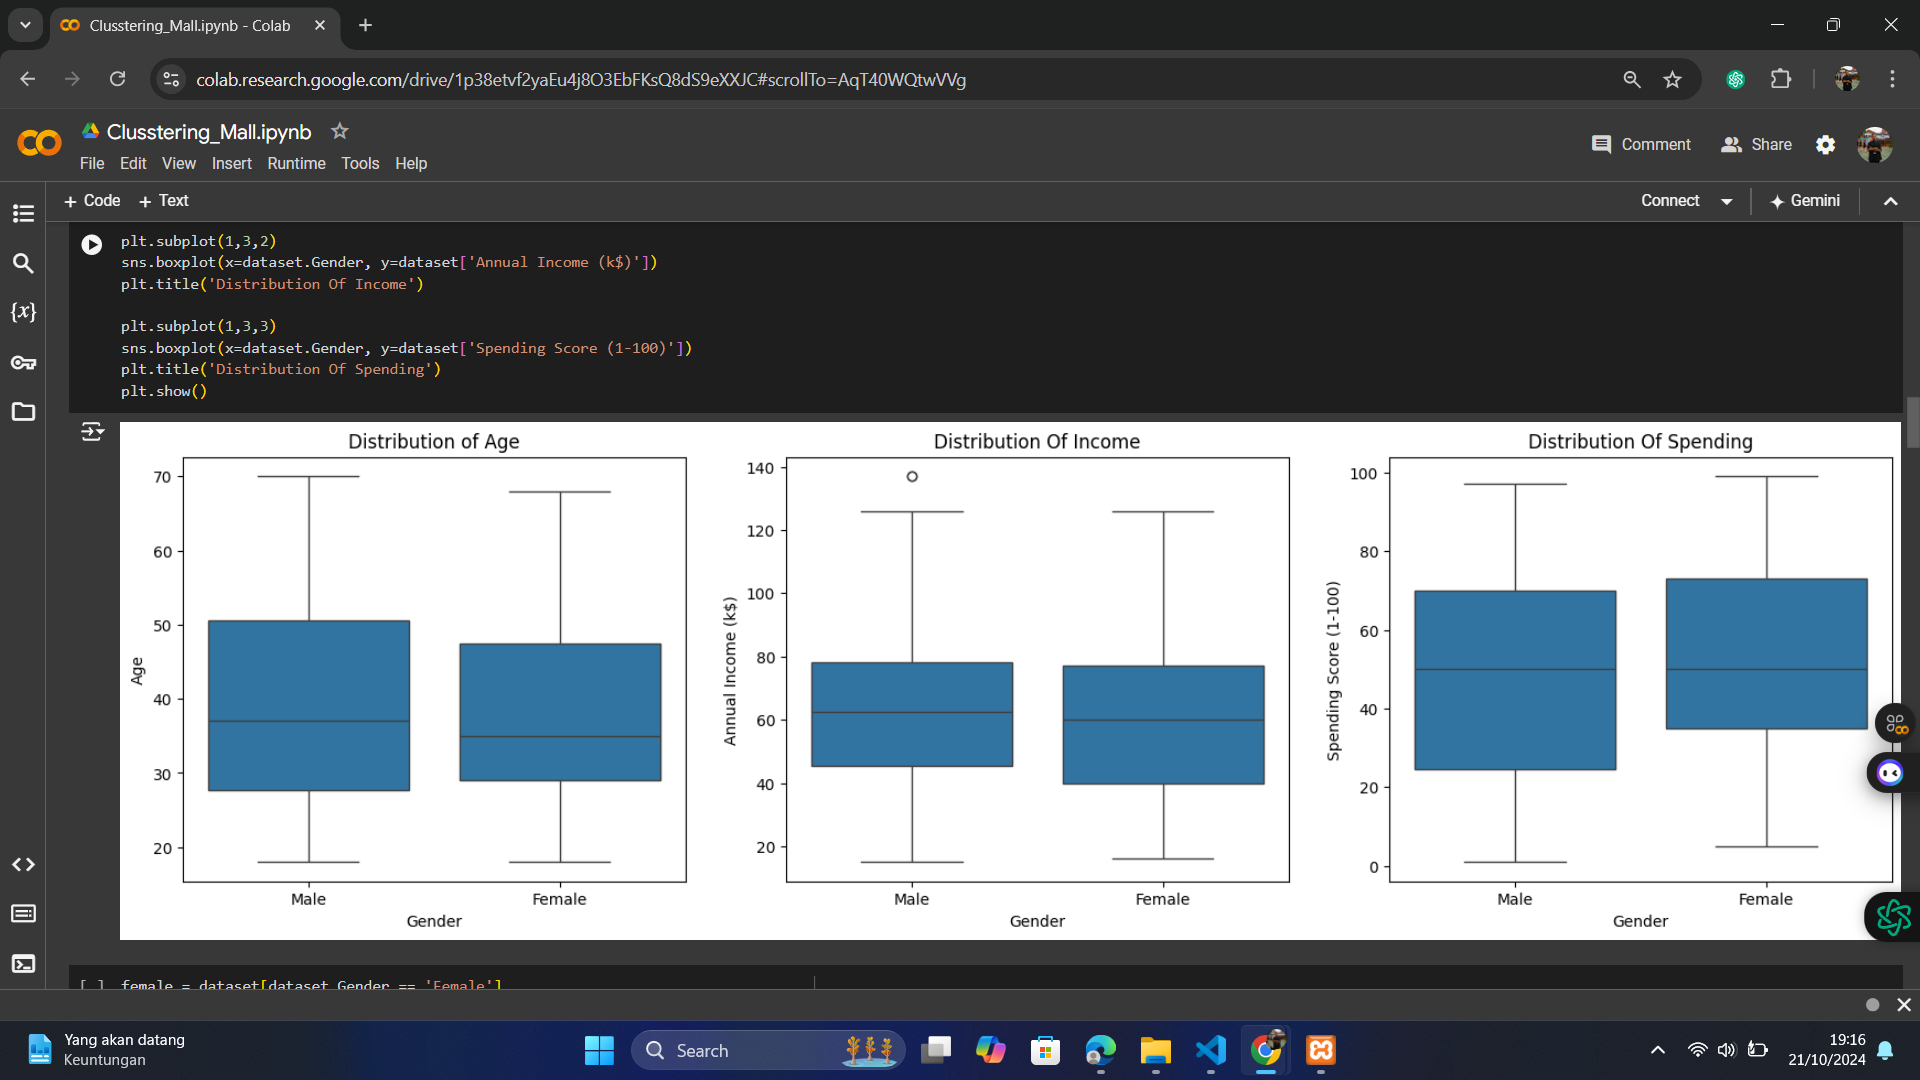 Clusstering_Mall.ipynb - Colab
colab.research.google.com/drive/1p38etvf2yaEu4j8O3EbFKsQ8dS9eXXJC#scrollTo=AqT40WQtwVVg
Clusstering_Mall.ipynb
Comment
Share
File Edit View Insert Runtime Tools Help
+ Code + Text
Connect
Gemini
plt.subplot(1,3,2)
sns.boxplot(x=dataset.Gender, y=dataset['Annual Income (k$)'])
plt.title('Distribution Of Income')
plt.subplot(1,3,3)
sns.boxplot(x=dataset.Gender, y=dataset['Spending Score (1-100)'])
plt.title('Distribution Of Spending')
plt.show()
Distribution of Age
70
60
50
40
30
20
Age
Male
Female
Gender
Distribution Of Income
140
120
100
80
60
40
20
Annual Income (k$)
Male
Female
Gender
Distribution Of Spending
100
80
60
40
20
0
Spending Score (1-100)
Male
Female
Gender
[ ] female = dataset[dataset.Gender == 'Female']
Yang akan datang
Keuntungan
Search
19:16
21/10/2024